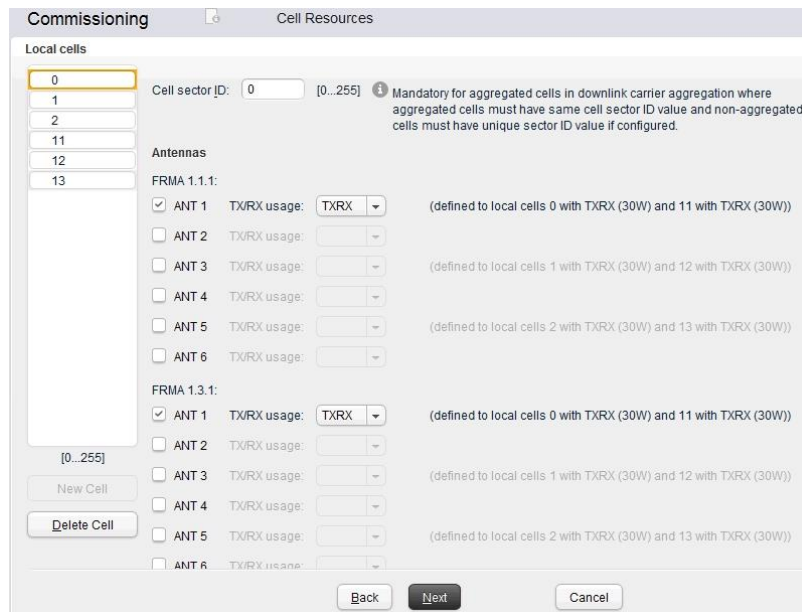 Commissioning Cell Resources
Local cells
0
1
2
11
12
13
[0...255]
New Cell
Delete Cell
Cell sector ID: 0 [0...255] Mandatory for aggregated cells in downlink carrier aggregation where
aggregated cells must have same cell sector ID value and non-aggregated
cells must have unique sector ID value if configured.
Antennas
FRMA 1.1.1:
ANT 1 TX/RX usage: TXRX (defined to local cells 0 with TXRX (30W) and 11 with TXRX (30W))
ANT 2 TX/RX usage:
ANT 3 TX/RX usage: (defined to local cells 1 with TXRX (30W) and 12 with TXRX (30W))
ANT 4 TX/RX usage:
ANT 5 TX/RX usage: (defined to local cells 2 with TXRX (30W) and 13 with TXRX (30W))
ANT 6 TX/RX usage:
FRMA 1.3.1:
ANT 1 TX/RX usage: TXRX (defined to local cells 0 with TXRX (30W) and 11 with TXRX (30W))
ANT 2 TX/RX usage:
ANT 3 TX/RX usage: (defined to local cells 1 with TXRX (30W) and 12 with TXRX (30W))
ANT 4 TX/RX usage:
ANT 5 TX/RX usage: (defined to local cells 2 with TXRX (30W) and 13 with TXRX (30W))
ANT 6 TX/RX usage:
Back Next Cancel